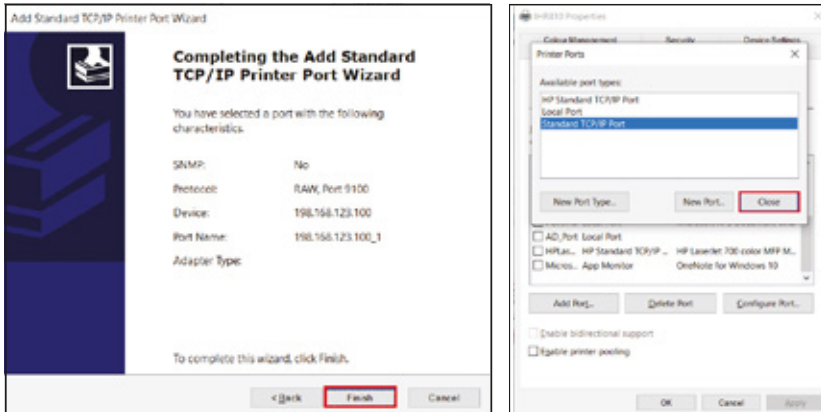 Add Standard TCP/IP Printer Port Wizard
Completing the Add Standard
TCP/IP Printer Port Wizard
You have selected a port with the following
characteristics.
SNMP: No
Protocol: RAW, Port 9100
Device: 198.168.123.100
Port Name: 198.168.123.100_1
Adapter Type:
To complete this wizard, click Finish.
< Back Finish Cancel
Properties
Colour Management Security Device Settings
Printer Ports
Available port types:
HP Standard TCP/IP Port
Local Port
Standard TCP/IP Port
New Port Type... New Port... Close
AD_Port Local Port
HPLas... HP Standard TCP/IP ... HP LaserJet 700 color MFP M...
Micros... App Monitor OneNote for Windows 10
Add Port... Delete Port Configure Port...
Enable bidirectional support
Enable printer pooling
OK Cancel Apply